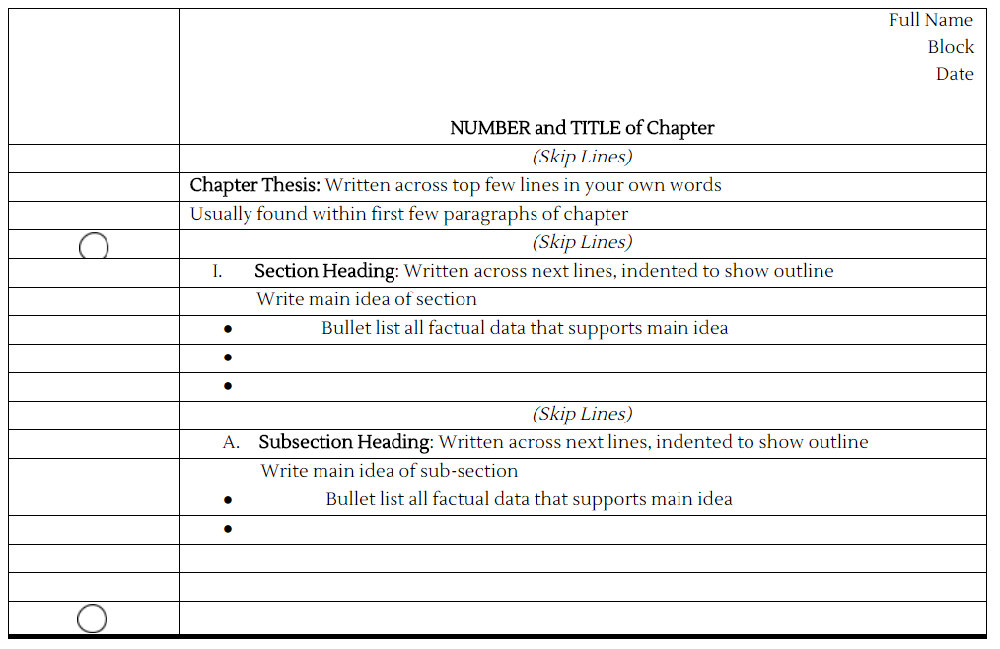 Full Name
Block
Date
NUMBER and TITLE of Chapter
(Skip Lines)
Chapter Thesis: Written across top few lines in your own words
Usually found within first few paragraphs of chapter
(Skip Lines)
I. Section Heading: Written across next lines, indented to show outline
Write main idea of section
• Bullet list all factual data that supports main idea
•
•
(Skip Lines)
A. Subsection Heading: Written across next lines, indented to show outline
Write main idea of sub-section
• Bullet list all factual data that supports main idea
•